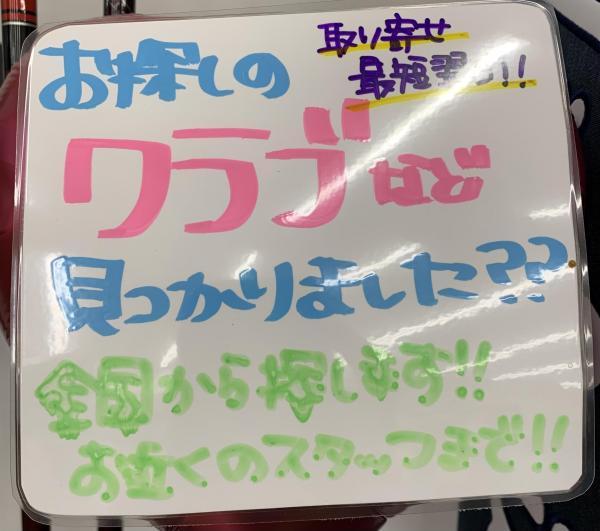 お探しの
取り寄せ
最短翌日!!
クラブなど
見つかりました??
全国から探します!!
お近くのスタッフまで!!